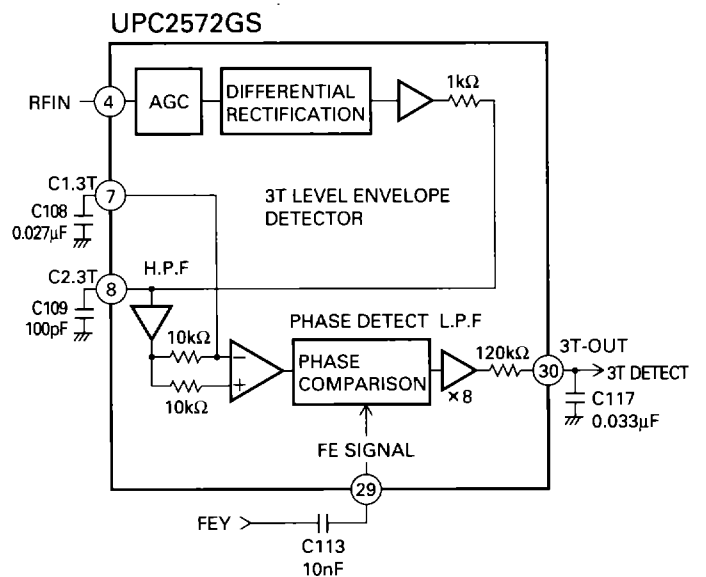 UPC2572GS
RFIN
4
AGC
DIFFERENTIAL
RECTIFICATION
1kΩ
C1.3T
7
C108
0.027μF
3T LEVEL ENVELOPE
DETECTOR
C2.3T
8
H.P.F
C109
100pF
10kΩ
10kΩ
−
+
PHASE DETECT L.P.F
PHASE
COMPARISON
×8
120kΩ
3T-OUT
30
3T DETECT
C117
0.033μF
FE SIGNAL
29
FEY
C113
10nF